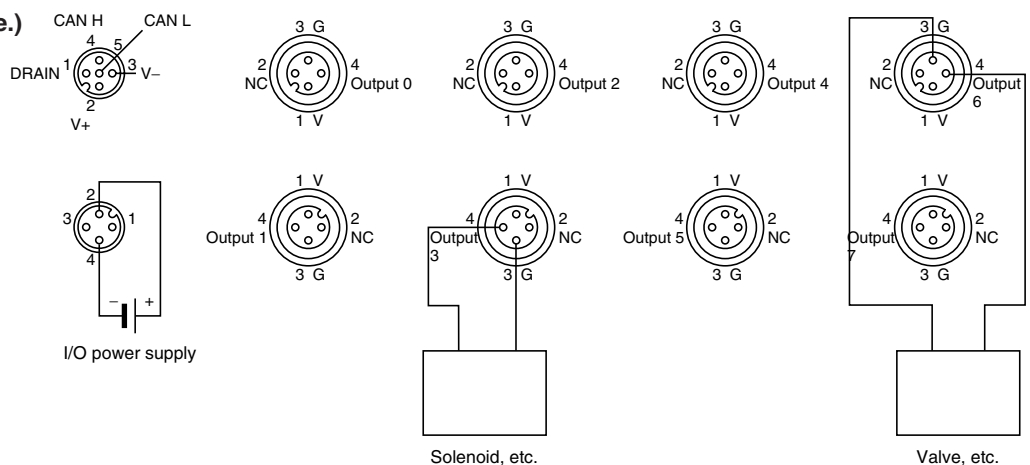 e.)
CAN H
CAN L
4
5
DRAIN
1
3
V−
2
V+
3 G
2
NC
4
Output 0
1 V
3 G
2
NC
4
Output 2
1 V
3 G
2
NC
4
Output 4
1 V
3 G
2
NC
4
Output
6
1 V
2
3
1
4
− +
I/O power supply
1 V
4
Output 1
2
NC
3 G
1 V
4
Output
3
2
NC
3 G
1 V
4
Output 5
2
NC
3 G
1 V
4
Output
7
2
NC
3 G
Solenoid, etc.
Valve, etc.